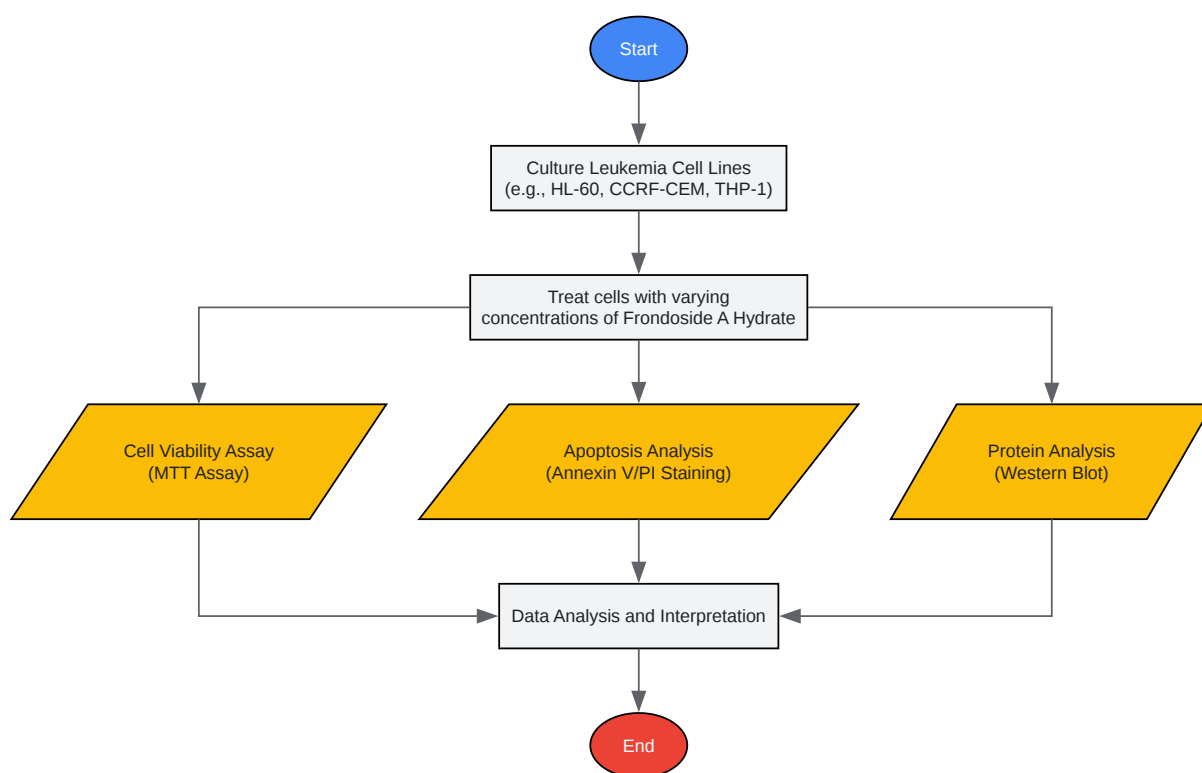 Start
Culture Leukemia Cell Lines
(e.g., HL-60, CCRF-CEM, THP-1)
Treat cells with varying
concentrations of Frondoside A Hydrate
Cell Viability Assay
(MTT Assay)
Apoptosis Analysis
(Annexin V/PI Staining)
Protein Analysis
(Western Blot)
Data Analysis and Interpretation
End